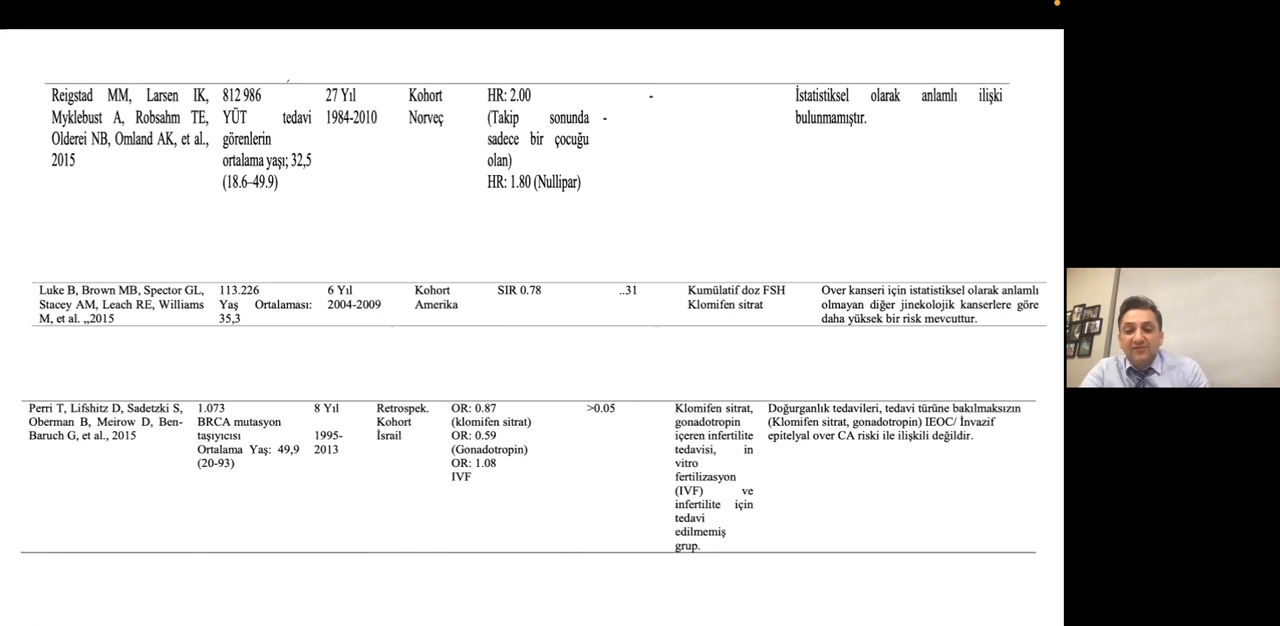 Reigstad MM, Larsen IK, Myklebust A, Robsahm TE, Olderei NB, Omland AK, et al., 2015
812 986
YÜT tedavi görenlerin ortalama yaşı; 32,5
(18.6–49.9)
27 Yıl
1984-2010
Kohort
Norveç
HR: 2.00
(Takip sonunda sadece bir çocuğu olan)
HR: 1.80 (Nullipar)
-
-
İstatistiksel olarak anlamlı ilişki
bulunmamıştır.
Luke B, Brown MB, Spector GL,
Stacey AM, Leach RE, Williams
M, et al. ,,2015
113.226
Yaş Ortalaması:
35,3
6 Yıl
2004-2009
Kohort
Amerika
SIR 0.78
..31
Kumülatif doz FSH
Klomifen sitrat
Over kanseri için istatistiksel olarak anlamlı
olmayan diğer jinekolojik kanserlere göre
daha yüksek bir risk mevcuttur.
Perri T, Lifshitz D, Sadetzki S,
Oberman B, Meirow D, Ben-
Baruch G, et al., 2015
1.073
BRCA mutasyon
taşıyıcısı
Ortalama Yaş: 49,9
(20-93)
8 Yıl
1995-
2013
Retrospek.
Kohort
İsrail
OR: 0.87
(klomifen sitrat)
OR: 0.59
(Gonadotropin)
OR: 1.08
IVF
>0.05
Klomifen sitrat,
gonadotropin
içeren infertilite
tedavisi, in
vitro
fertilizasyon
(IVF) ve
infertilite için
tedavi
edilmemiş
grup.
Doğurganlık tedavileri, tedavi türüne bakılmaksızın
(Klomifen sitrat, gonadotropin) IEOC/ İnvazif
epitelyal over CA riski ile ilişkili değildir.